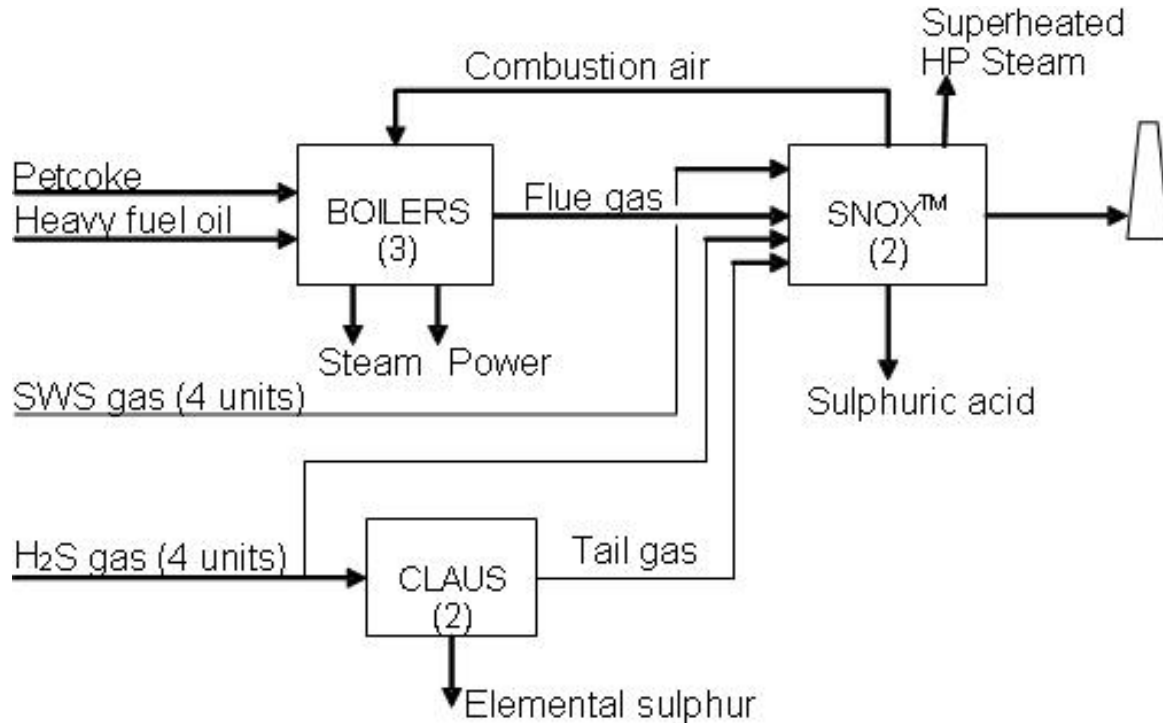 Superheated
HP Steam
Combustion air
Petcoke
Heavy fuel oil
BOILERS
(3)
Flue gas
SNOX™
(2)
Steam
Power
SWS gas (4 units)
Sulphuric acid
H₂S gas (4 units)
CLAUS
(2)
Tail gas
Elemental sulphur